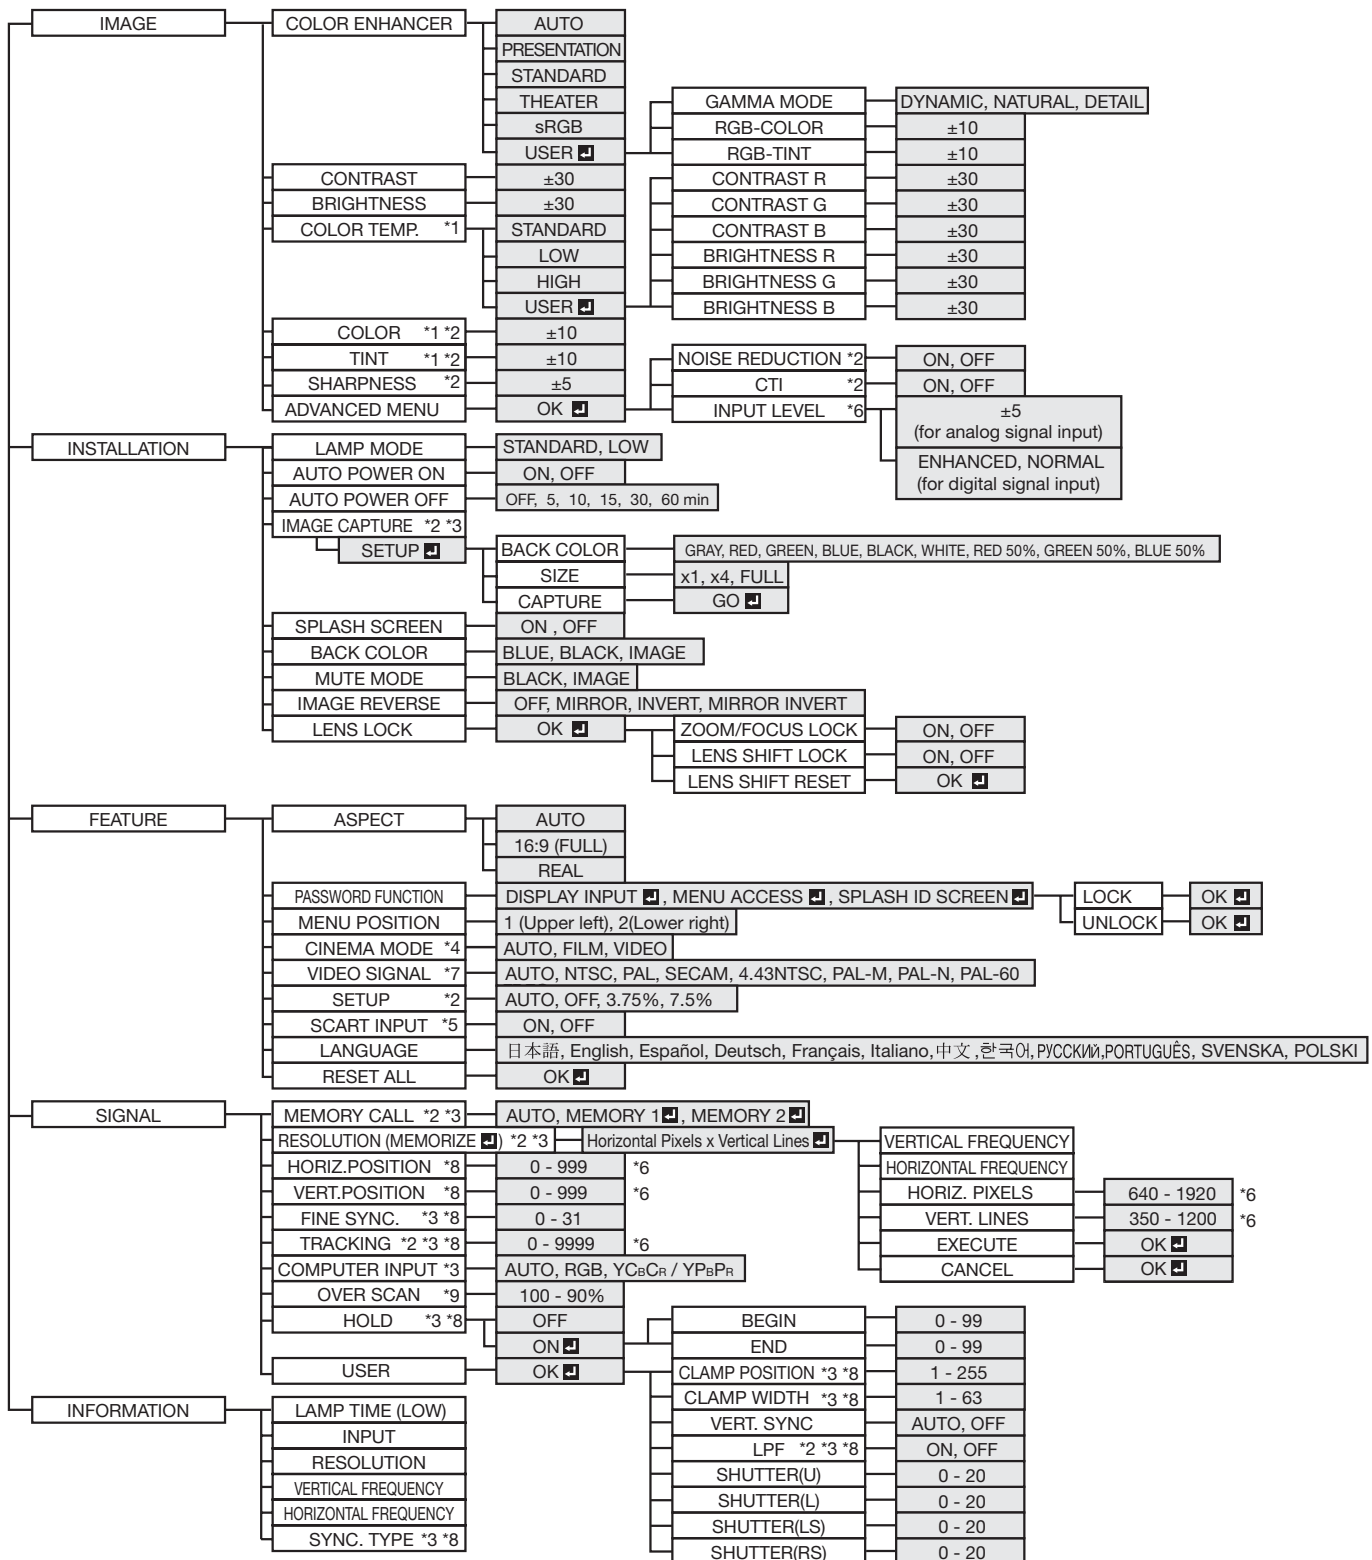 IMAGE COLOR ENHANCER AUTO
PRESENTATION
STANDARD
THEATER GAMMA MODE DYNAMIC, NATURAL, DETAIL
sRGB RGB-COLOR ±10
USER ↵ RGB-TINT ±10
CONTRAST ±30 CONTRAST R ±30
BRIGHTNESS ±30 CONTRAST G ±30
COLOR TEMP. *1 STANDARD CONTRAST B ±30
LOW BRIGHTNESS R ±30
HIGH BRIGHTNESS G ±30
USER ↵ BRIGHTNESS B ±30
COLOR *1 *2 ±10
TINT *1 *2 ±10 NOISE REDUCTION *2 ON, OFF
SHARPNESS *2 ±5 CTI *2 ON, OFF
ADVANCED MENU OK ↵ INPUT LEVEL *6 ±5
(for analog signal input)
INSTALLATION LAMP MODE STANDARD, LOW
ENHANCED, NORMAL
(for digital signal input)
AUTO POWER ON ON, OFF
AUTO POWER OFF OFF, 5, 10, 15, 30, 60 min
IMAGE CAPTURE *2 *3
SETUP ↵ BACK COLOR GRAY, RED, GREEN, BLUE, BLACK, WHITE, RED 50%, GREEN 50%, BLUE 50%
SIZE x1, x4, FULL
CAPTURE GO ↵
SPLASH SCREEN ON , OFF
BACK COLOR BLUE, BLACK, IMAGE
MUTE MODE BLACK, IMAGE
IMAGE REVERSE OFF, MIRROR, INVERT, MIRROR INVERT
LENS LOCK OK ↵ ZOOM/FOCUS LOCK ON, OFF
LENS SHIFT LOCK ON, OFF
LENS SHIFT RESET OK ↵
FEATURE ASPECT AUTO
16:9 (FULL)
REAL
PASSWORD FUNCTION DISPLAY INPUT ↵ , MENU ACCESS ↵ , SPLASH ID SCREEN ↵ LOCK OK ↵
MENU POSITION 1 (Upper left), 2(Lower right) UNLOCK OK ↵
CINEMA MODE *4 AUTO, FILM, VIDEO
VIDEO SIGNAL *7 AUTO, NTSC, PAL, SECAM, 4.43NTSC, PAL-M, PAL-N, PAL-60
SETUP *2 AUTO, OFF, 3.75%, 7.5%
SCART INPUT *5 ON, OFF
LANGUAGE 日本語, English, Español, Deutsch, Français, Italiano, 中文 ,한국어, РУССКИЙ,PORTUGUÊS, SVENSKA, POLSKI
RESET ALL OK ↵
SIGNAL MEMORY CALL *2 *3 AUTO, MEMORY 1 ↵ , MEMORY 2 ↵
RESOLUTION (MEMORIZE ↵ ) *2 *3 Horizontal Pixels x Vertical Lines ↵ VERTICAL FREQUENCY
HORIZ.POSITION *8 0 - 999 *6 HORIZONTAL FREQUENCY
VERT.POSITION *8 0 - 999 *6 HORIZ. PIXELS 640 - 1920 *6
FINE SYNC. *3 *8 0 - 31 VERT. LINES 350 - 1200 *6
TRACKING *2 *3 *8 0 - 9999 *6 EXECUTE OK ↵
COMPUTER INPUT *3 AUTO, RGB, YCBCR / YPBPR CANCEL OK ↵
OVER SCAN *9 100 - 90%
HOLD *3 *8 OFF BEGIN 0 - 99
ON ↵ END 0 - 99
USER OK ↵ CLAMP POSITION *3 *8 1 - 255
INFORMATION LAMP TIME (LOW) CLAMP WIDTH *3 *8 1 - 63
INPUT VERT. SYNC AUTO, OFF
RESOLUTION LPF *2 *3 *8 ON, OFF
VERTICAL FREQUENCY SHUTTER(U) 0 - 20
HORIZONTAL FREQUENCY SHUTTER(L) 0 - 20
SYNC. TYPE *3 *8 SHUTTER(LS) 0 - 20
SHUTTER(RS) 0 - 20